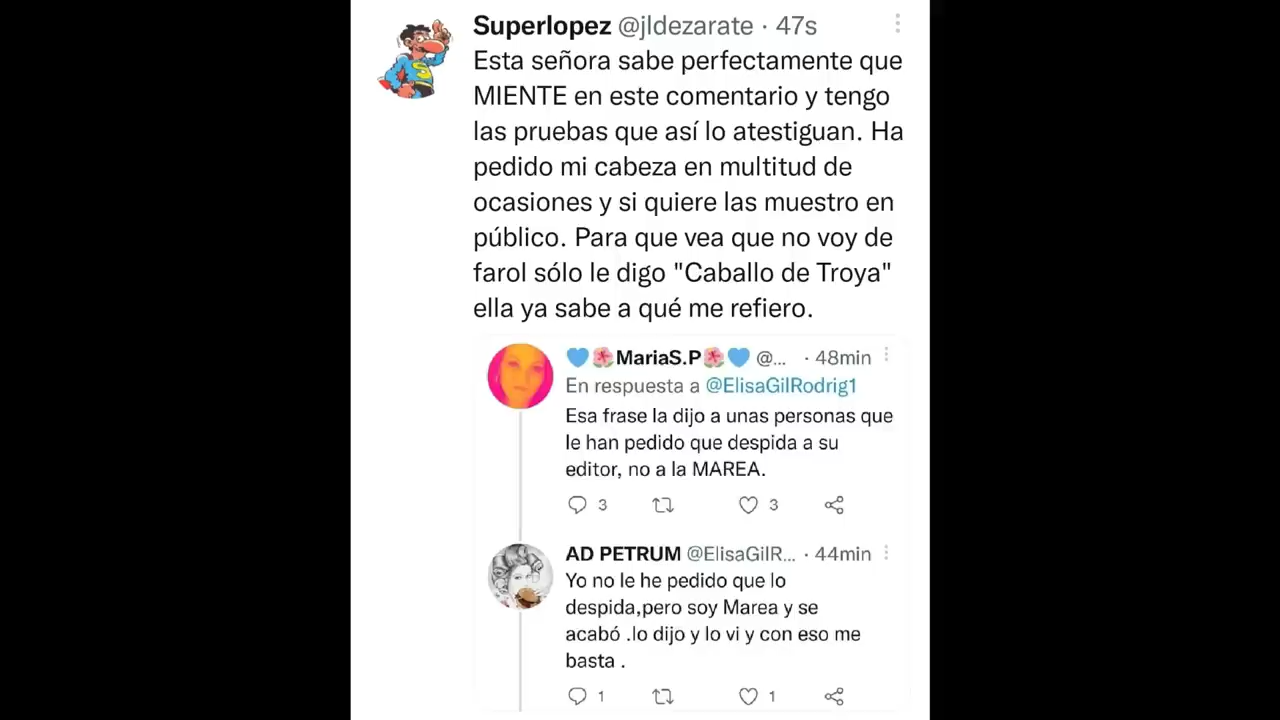 Superlopez @jldezarate · 47s
Esta señora sabe perfectamente que
MIENTE en este comentario y tengo
las pruebas que así lo atestiguan. Ha
pedido mi cabeza en multitud de
ocasiones y si quiere las muestro en
público. Para que vea que no voy de
farol sólo le digo "Caballo de Troya"
ella ya sabe a qué me refiero.
💙🌺MariaS.P🌺💙 @... · 48min
En respuesta a @ElisaGilRodrig1
Esa frase la dijo a unas personas que
le han pedido que despida a su
editor, no a la MAREA.
3 3
AD PETRUM @ElisaGilR... · 44min
Yo no le he pedido que lo
despida,pero soy Marea y se
acabó .lo dijo y lo vi y con eso me
basta .
1 1